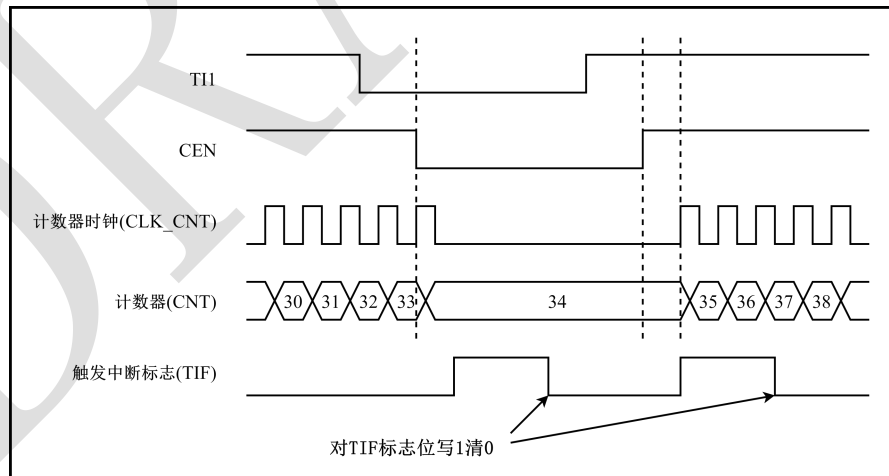 TI1
CEN
计数器时钟(CLK_CNT)
计数器(CNT)
30 31 32 33 34 35 36 37 38
触发中断标志(TIF)
对TIF标志位写1清0